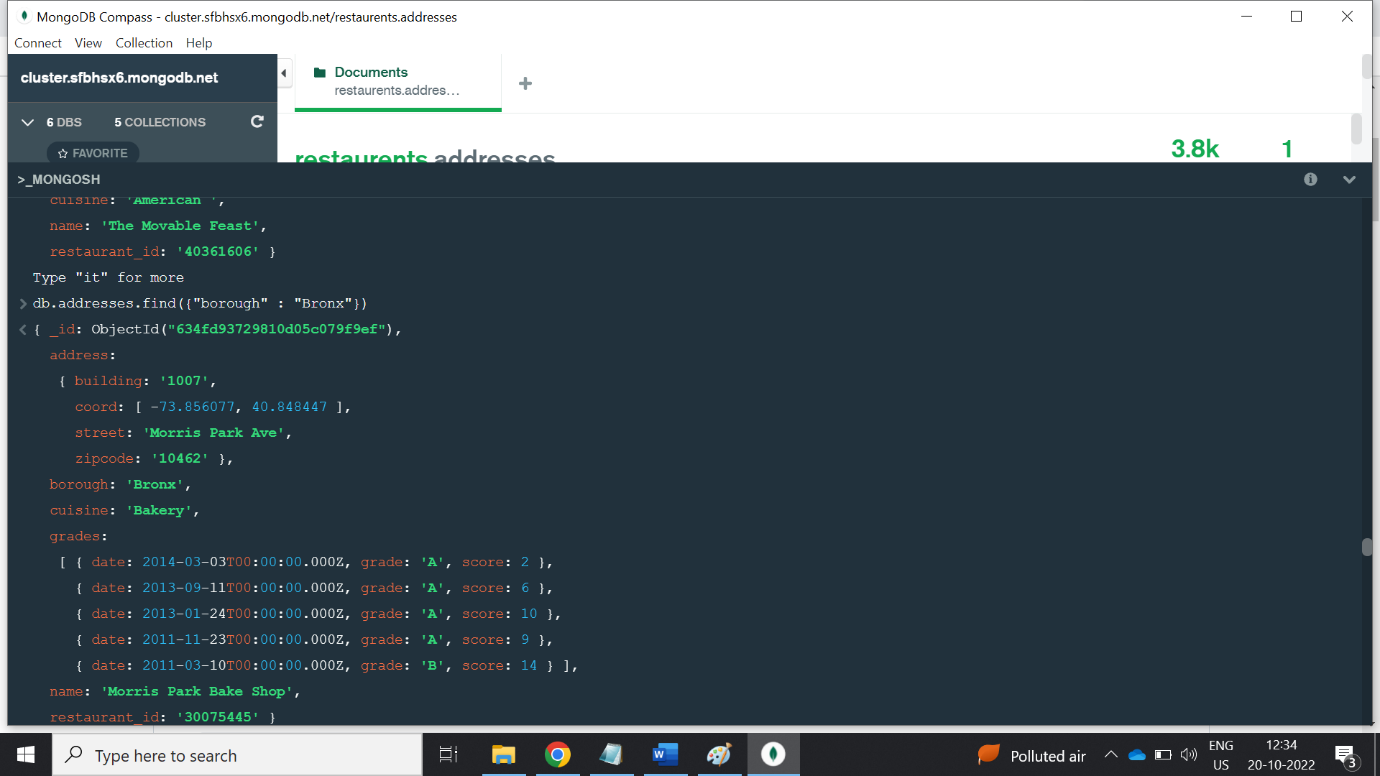 MongoDB Compass - cluster.sfbhsx6.mongodb.net/restaurents.addresses
Connect View Collection Help
cluster.sfbhsx6.mongodb.net
Documents
restaurents.addres...
6 DBS 5 COLLECTIONS
FAVORITE
restaurents.addresses
3.8k 1
>_MONGOSH
cuisine: 'American ',
name: 'The Movable Feast',
restaurant_id: '40361606' }
Type "it" for more
> db.addresses.find({"borough" : "Bronx"})
< { _id: ObjectId("634fd93729810d05c079f9ef"),
address:
{ building: '1007',
coord: [ -73.856077, 40.848447 ],
street: 'Morris Park Ave',
zipcode: '10462' },
borough: 'Bronx',
cuisine: 'Bakery',
grades:
[ { date: 2014-03-03T00:00:00.000Z, grade: 'A', score: 2 },
{ date: 2013-09-11T00:00:00.000Z, grade: 'A', score: 6 },
{ date: 2013-01-24T00:00:00.000Z, grade: 'A', score: 10 },
{ date: 2011-11-23T00:00:00.000Z, grade: 'A', score: 9 },
{ date: 2011-03-10T00:00:00.000Z, grade: 'B', score: 14 } ],
name: 'Morris Park Bake Shop',
restaurant_id: '30075445' }
Type here to search
Polluted air
ENG
US
12:34
20-10-2022
3